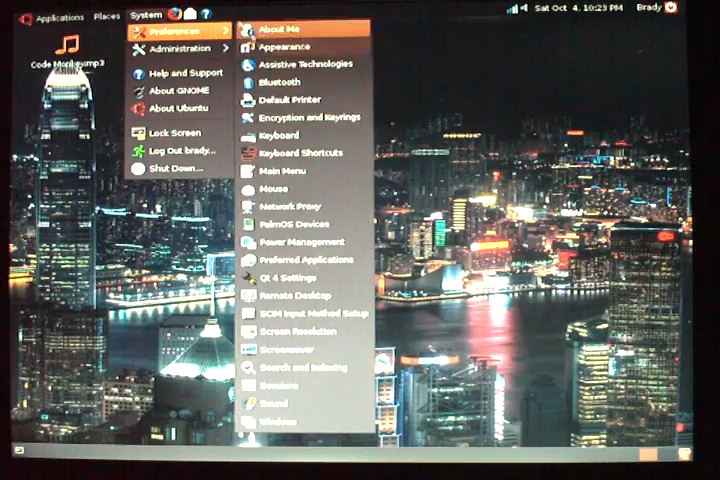 Applications Places System Sat Oct 4, 10:23 PM Brady
Code Monkey.mp3
Preferences
Administration
Help and Support
About GNOME
About Ubuntu
Lock Screen
Log Out brady...
Shut Down...
About Me
Appearance
Assistive Technologies
Bluetooth
Default Printer
Encryption and Keyrings
Keyboard
Keyboard Shortcuts
Main Menu
Mouse
Network Proxy
PalmOS Devices
Power Management
Preferred Applications
Qt 4 Settings
Remote Desktop
SCIM Input Method Setup
Screen Resolution
Screensaver
Search and Indexing
Sessions
Sound
Windows